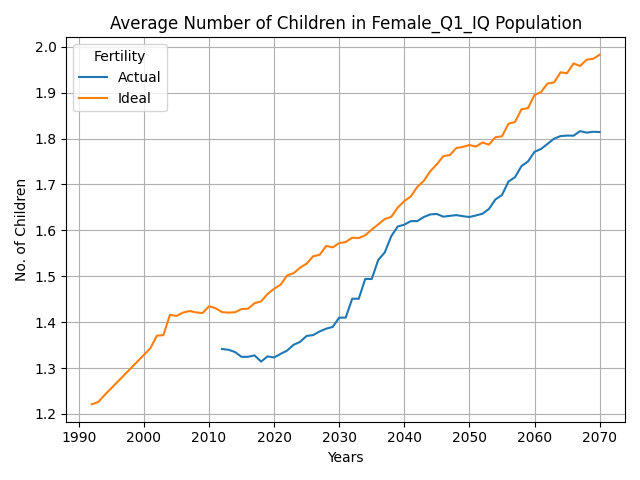 Average Number of Children in Female_Q1_IQ Population
Fertility
Actual
Ideal
No. of Children
2.0
1.9
1.8
1.7
1.6
1.5
1.4
1.3
1.2
1990 2000 2010 2020 2030 2040 2050 2060 2070
Years